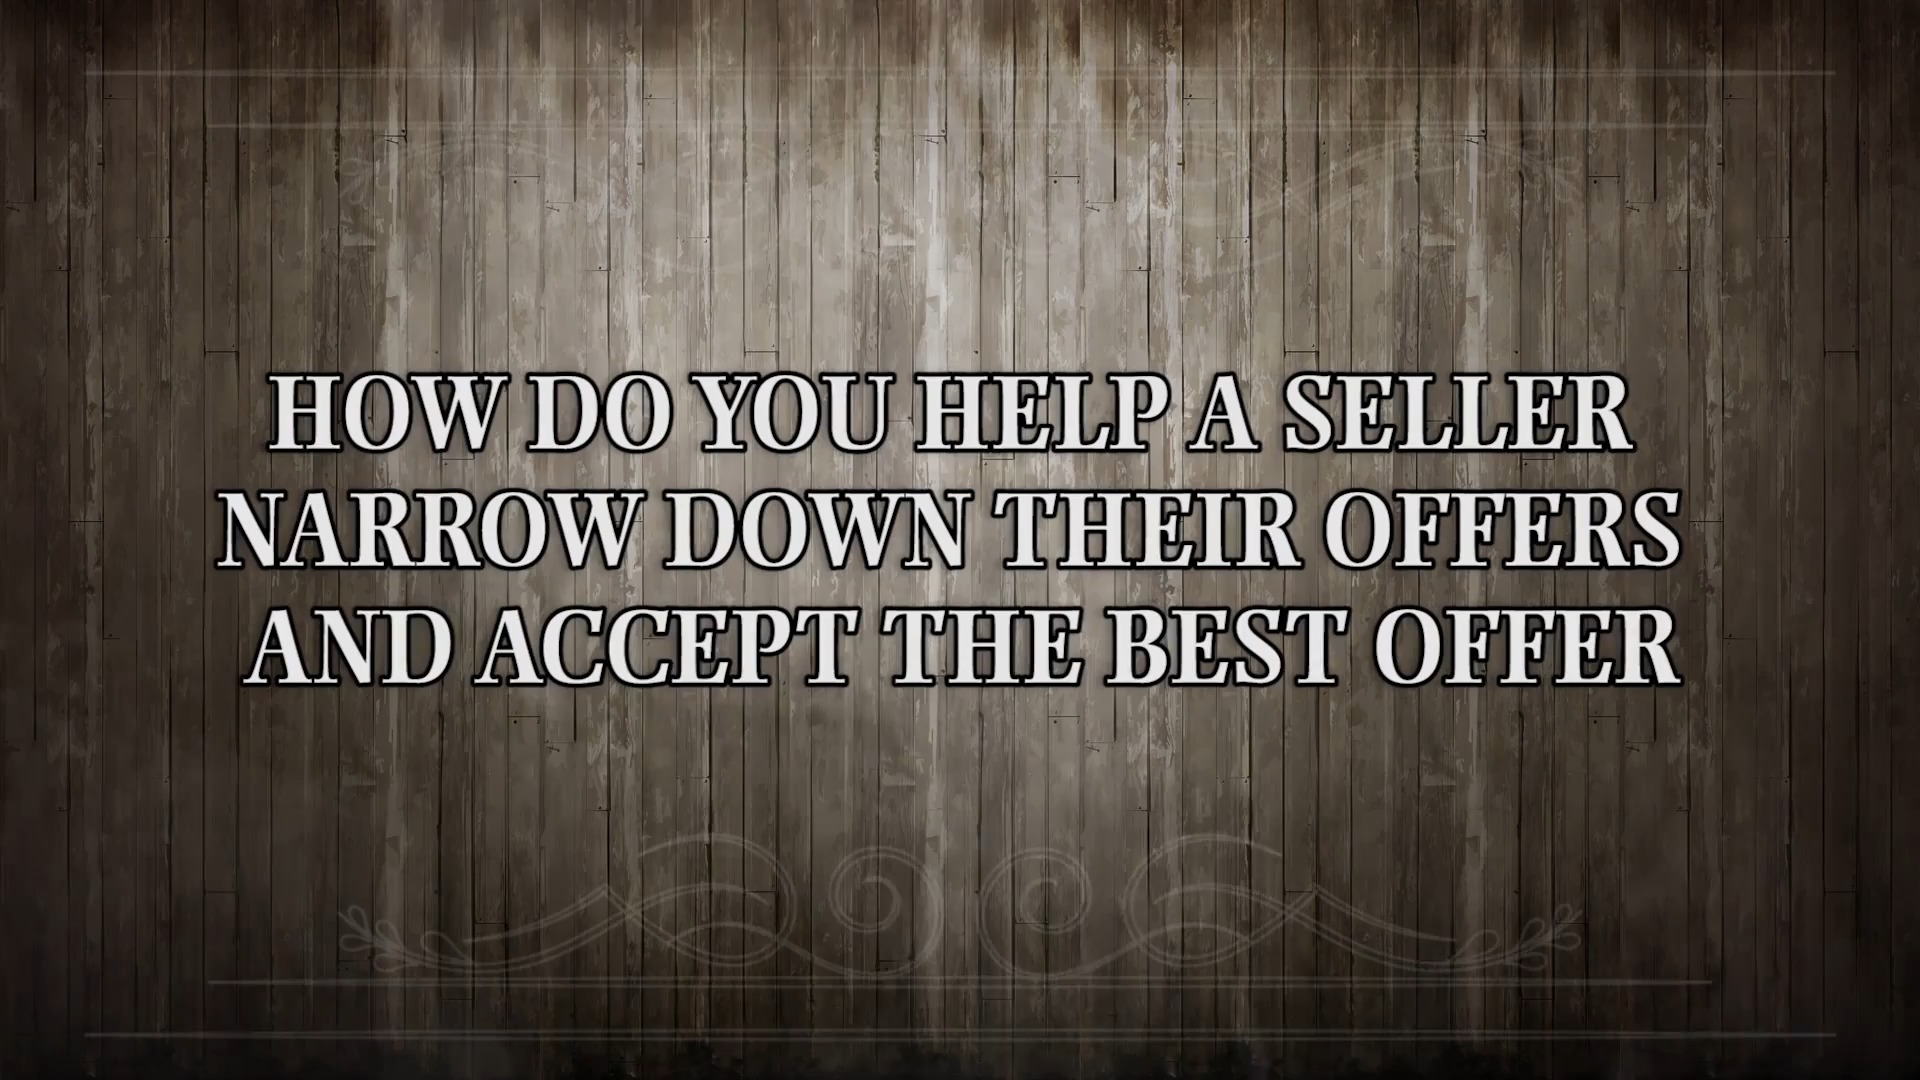 HOW DO YOU HELP A SELLER
NARROW DOWN THEIR OFFERS
AND ACCEPT THE BEST OFFER